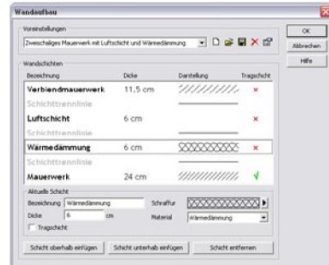 Wandaufbau
Voreinstellungen
Zweischaliges Mauerwerk mit Luftschicht und Wärmedämmung
OK
Abbrechen
Hilfe
Wandschichten
Bezeichnung Dicke Darstellung Tragschicht
Verblendmauerwerk 11,5 cm
Schichttrennlinie
Luftschicht 6 cm
Schichttrennlinie
Wärmedämmung 6 cm
Schichttrennlinie
Mauerwerk 24 cm
Aktuelle Schicht
Bezeichnung Wärmedämmung Schraffur
Dicke 6 cm Material Wärmedämmung
Tragschicht
Schicht oberhalb einfügen Schicht unterhalb einfügen Schicht entfernen